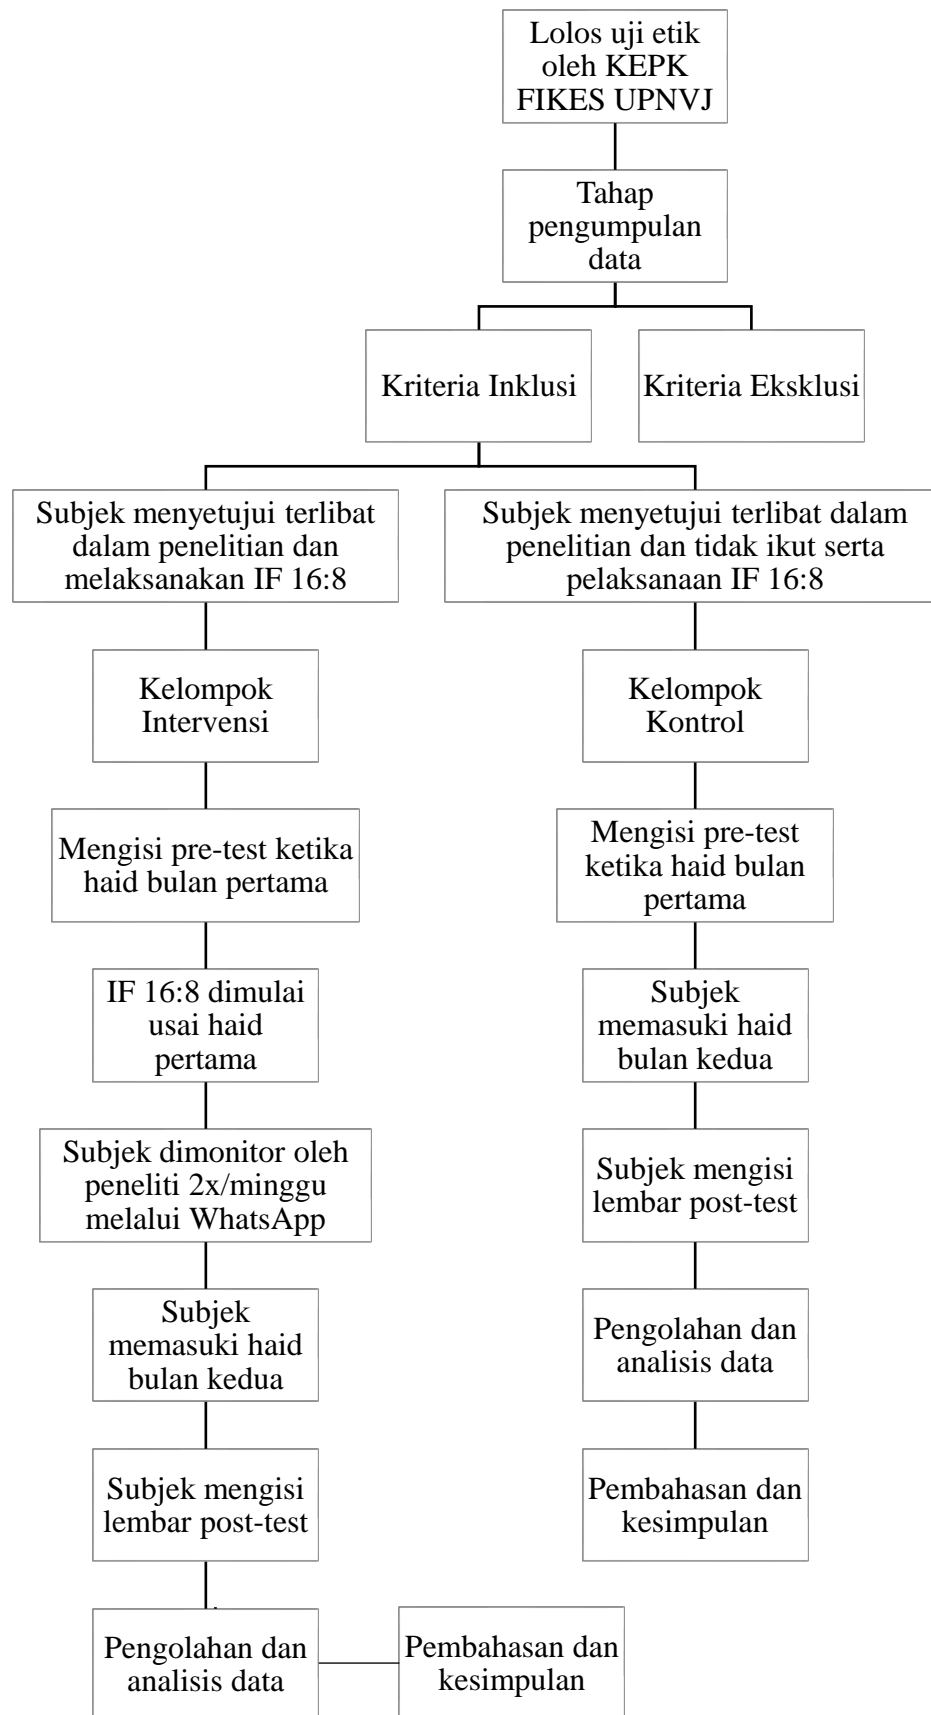 Lolos uji etik
oleh KEPK
FIKES UPNVJ
Tahap
pengumpulan
data
Kriteria Inklusi
Kriteria Eksklusi
Subjek menyetujui terlibat
dalam penelitian dan
melaksanakan IF 16:8
Subjek menyetujui terlibat dalam
penelitian dan tidak ikut serta
pelaksanaan IF 16:8
Kelompok
Intervensi
Kelompok
Kontrol
Mengisi pre-test ketika
haid bulan pertama
Mengisi pre-test
ketika haid bulan
pertama
IF 16:8 dimulai
usai haid
pertama
Subjek
memasuki haid
bulan kedua
Subjek dimonitor oleh
peneliti 2x/minggu
melalui WhatsApp
Subjek mengisi
lembar post-test
Subjek
memasuki haid
bulan kedua
Pengolahan dan
analisis data
Subjek mengisi
lembar post-test
Pembahasan dan
kesimpulan
Pengolahan dan
analisis data
Pembahasan dan
kesimpulan